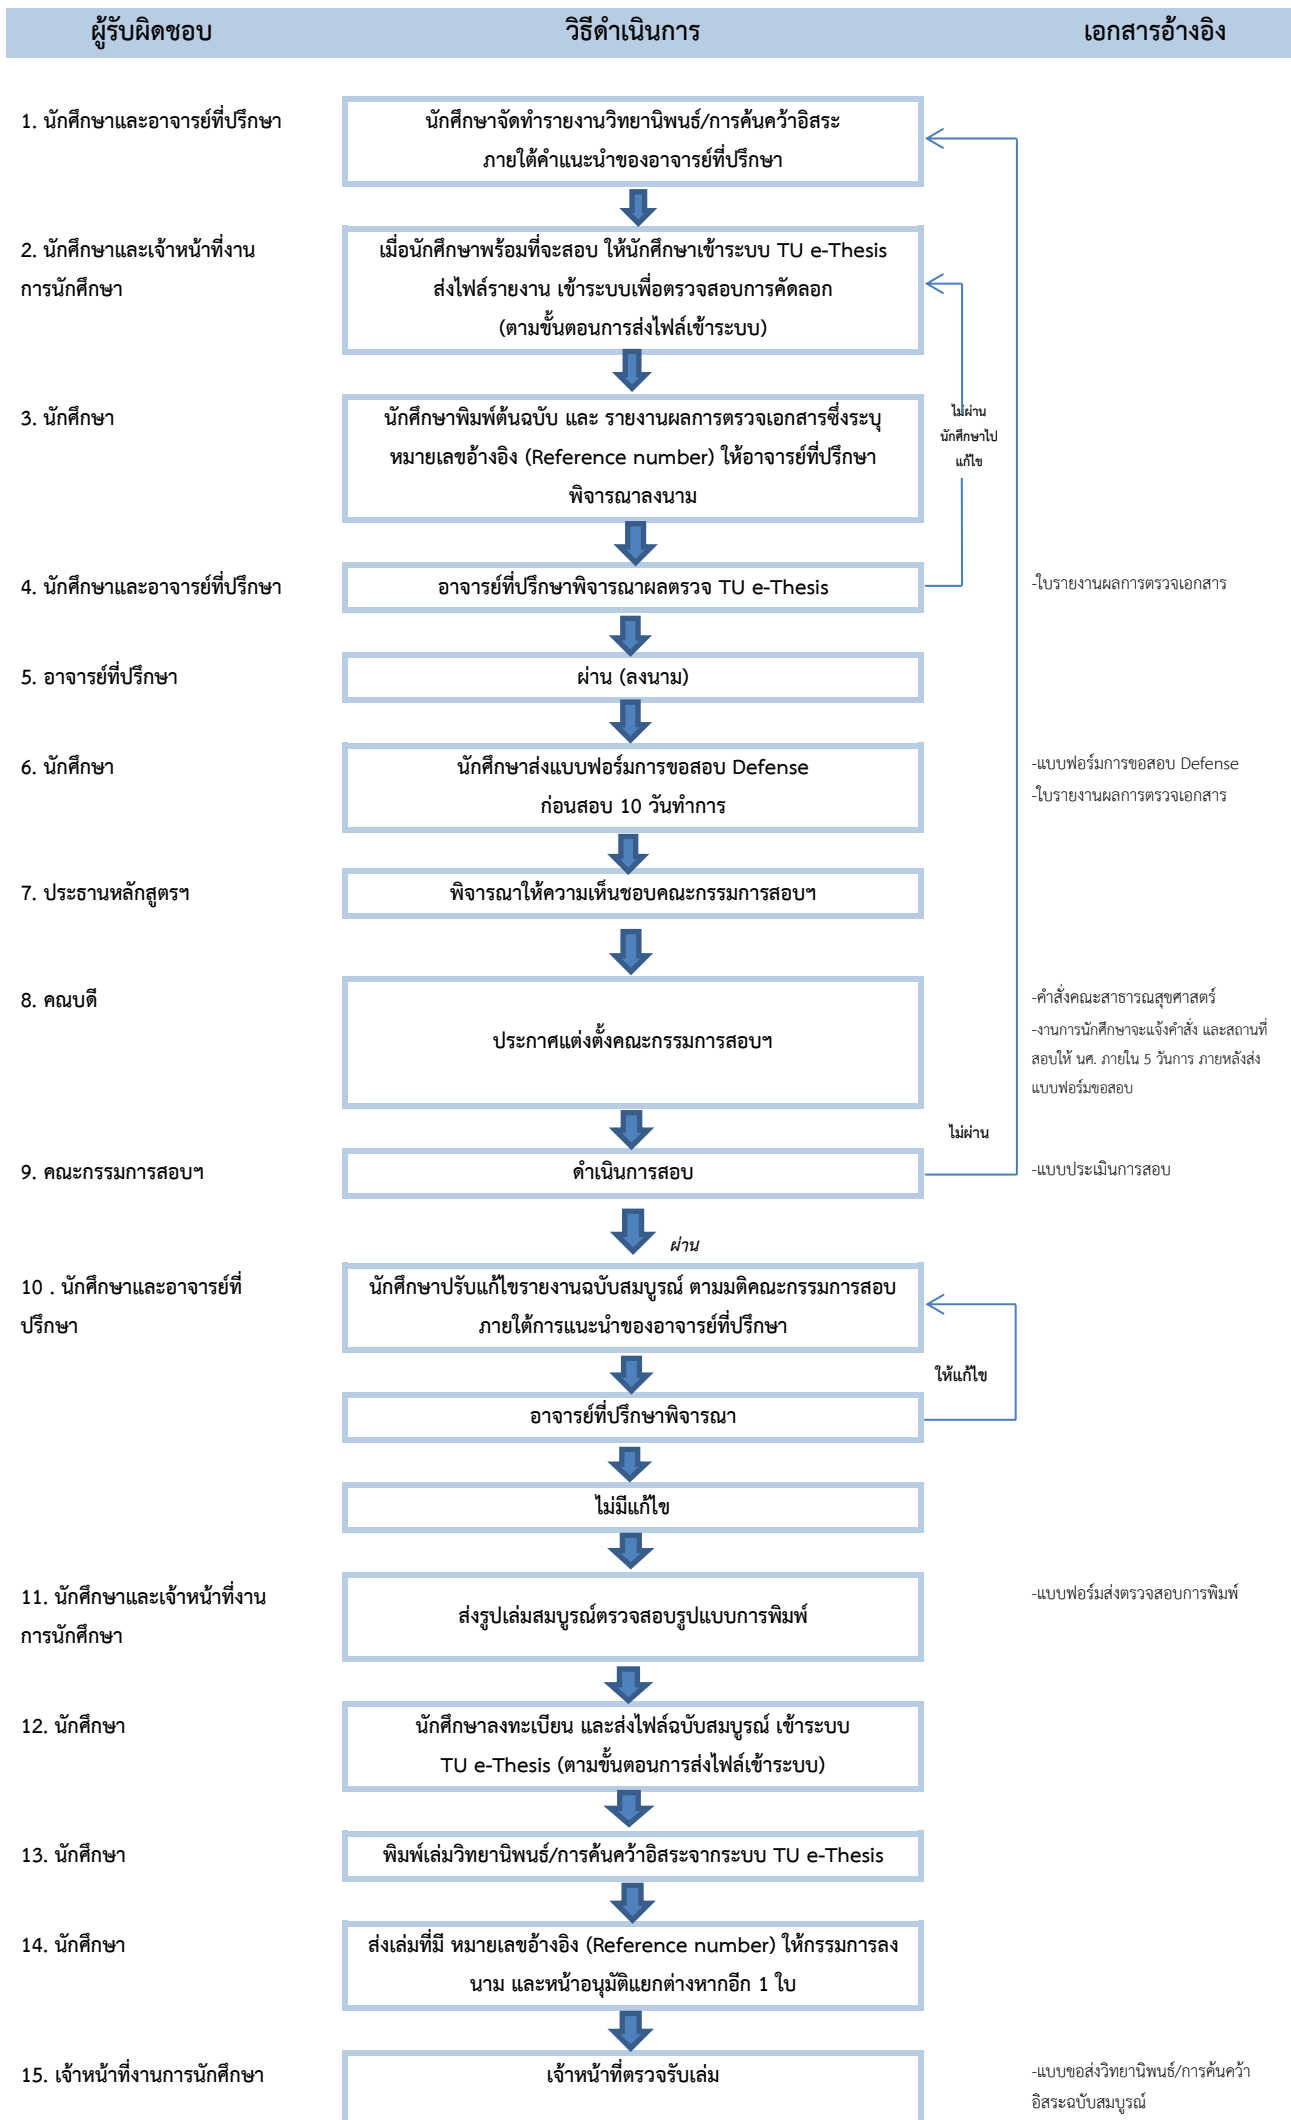 ผู้รับผิดชอบ วิธีดำเนินการ เอกสารอ้างอิง
1. นักศึกษาและอาจารย์ที่ปรึกษา
นักศึกษาจัดทำรายงานวิทยานิพนธ์/การค้นคว้าอิสระ
ภายใต้คำแนะนำของอาจารย์ที่ปรึกษา
2. นักศึกษาและเจ้าหน้าที่งาน
การนักศึกษา
เมื่อนักศึกษาพร้อมที่จะสอบ ให้นักศึกษาเข้าระบบ TU e-Thesis
ส่งไฟล์รายงาน เข้าระบบเพื่อตรวจสอบการคัดลอก
(ตามขั้นตอนการส่งไฟล์เข้าระบบ)
3. นักศึกษา
นักศึกษาพิมพ์ต้นฉบับ และ รายงานผลการตรวจเอกสารซึ่งระบุ
หมายเลขอ้างอิง (Reference number) ให้อาจารย์ที่ปรึกษา
พิจารณาลงนาม
ไม่ผ่าน
นักศึกษาไป
แก้ไข
4. นักศึกษาและอาจารย์ที่ปรึกษา
อาจารย์ที่ปรึกษาพิจารณาผลตรวจ TU e-Thesis
-ใบรายงานผลการตรวจเอกสาร
5. อาจารย์ที่ปรึกษา
ผ่าน (ลงนาม)
6. นักศึกษา
นักศึกษาส่งแบบฟอร์มการขอสอบ Defense
ก่อนสอบ 10 วันทำการ
-แบบฟอร์มการขอสอบ Defense
-ใบรายงานผลการตรวจเอกสาร
7. ประธานหลักสูตรฯ
พิจารณาให้ความเห็นชอบคณะกรรมการสอบฯ
8. คณบดี
ประกาศแต่งตั้งคณะกรรมการสอบฯ
-คำสั่งคณะสาธารณสุขศาสตร์
-งานการนักศึกษาจะแจ้งคำสั่ง และสถานที่
สอบให้ นศ. ภายใน 5 วันการ ภายหลังส่ง
แบบฟอร์มขอสอบ
ไม่ผ่าน
9. คณะกรรมการสอบฯ
ดำเนินการสอบ
-แบบประเมินการสอบ
ผ่าน
10 . นักศึกษาและอาจารย์ที่
ปรึกษา
นักศึกษาปรับแก้ไขรายงานฉบับสมบูรณ์ ตามมติคณะกรรมการสอบ
ภายใต้การแนะนำของอาจารย์ที่ปรึกษา
ให้แก้ไข
อาจารย์ที่ปรึกษาพิจารณา
ไม่มีแก้ไข
11. นักศึกษาและเจ้าหน้าที่งาน
การนักศึกษา
ส่งรูปเล่มสมบูรณ์ตรวจสอบรูปแบบการพิมพ์
-แบบฟอร์มส่งตรวจสอบการพิมพ์
12. นักศึกษา
นักศึกษาลงทะเบียน และส่งไฟล์ฉบับสมบูรณ์ เข้าระบบ
TU e-Thesis (ตามขั้นตอนการส่งไฟล์เข้าระบบ)
13. นักศึกษา
พิมพ์เล่มวิทยานิพนธ์/การค้นคว้าอิสระจากระบบ TU e-Thesis
14. นักศึกษา
ส่งเล่มที่มี หมายเลขอ้างอิง (Reference number) ให้กรรมการลง
นาม และหน้าอนุมัติแยกต่างหากอีก 1 ใบ
15. เจ้าหน้าที่งานการนักศึกษา
เจ้าหน้าที่ตรวจรับเล่ม
-แบบขอส่งวิทยานิพนธ์/การค้นคว้า
อิสระฉบับสมบูรณ์